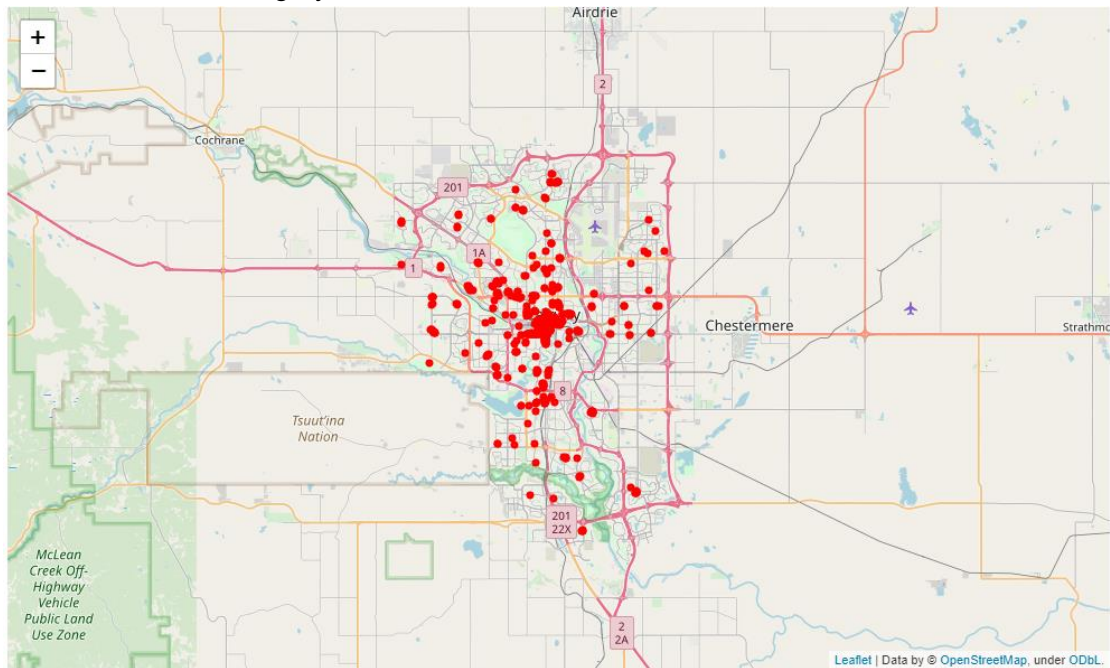 Airdrie
+
−
2
Cochrane
201
1A
1
Chestermere
8
Tsuut'ina
Nation
201
22X
McLean
Creek Off-
Highway
Vehicle
Public Land
Use Zone
2
2A
Leaflet | Data by © OpenStreetMap, under ODbL.